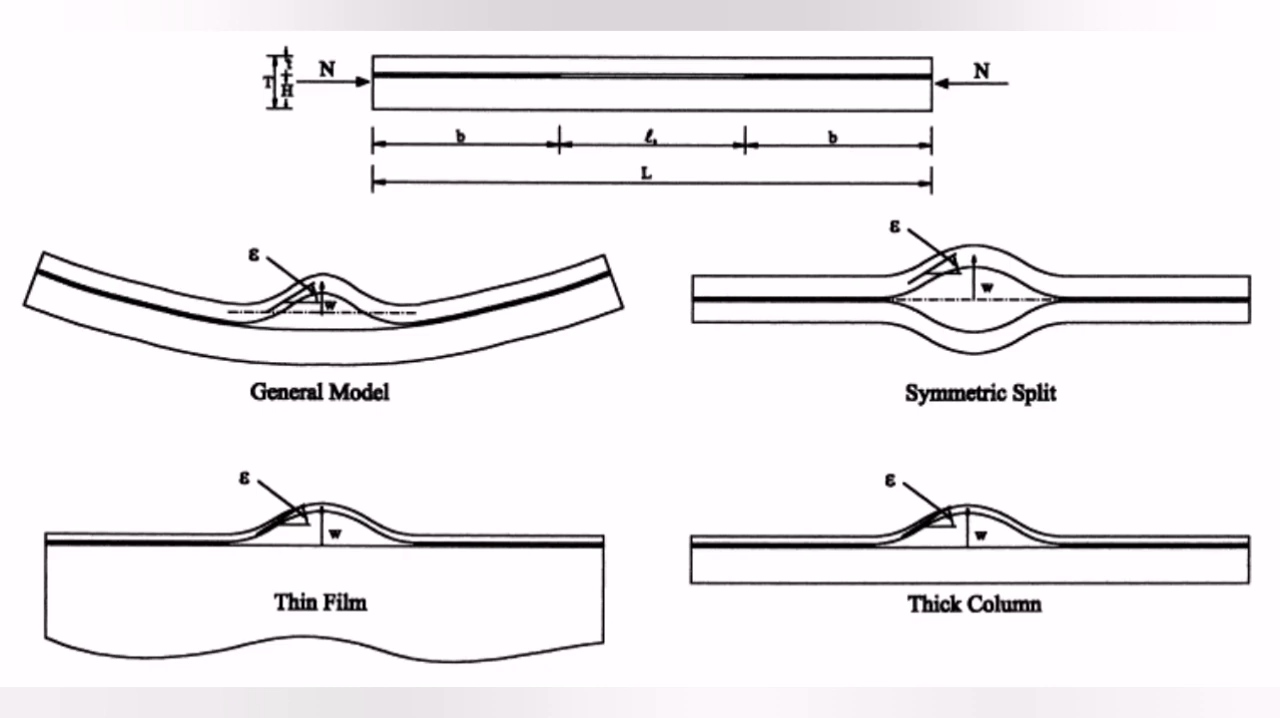 T
H
N
N
b
ℓ
b
L
ε
w
General Model
ε
w
Symmetric Split
ε
w
Thin Film
ε
w
Thick Column